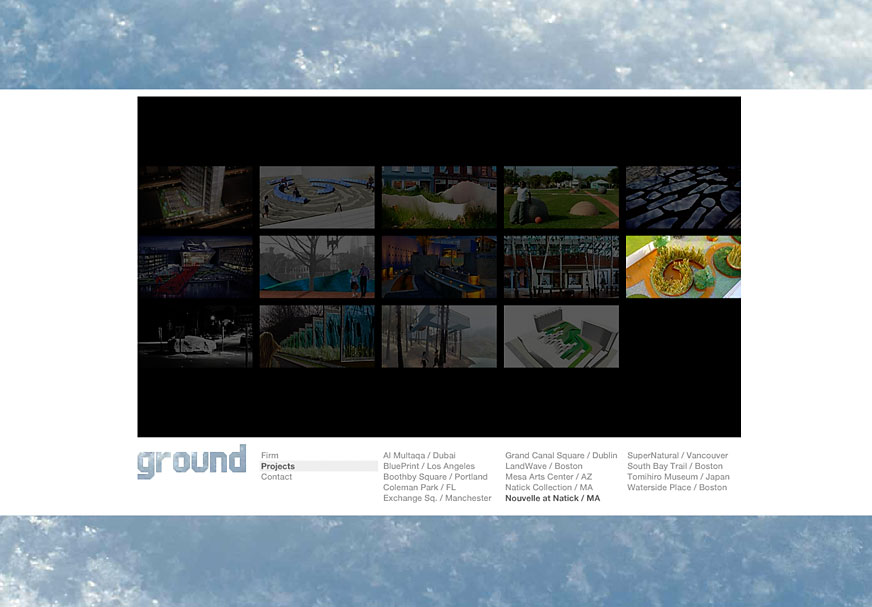 ground
Firm
Projects
Contact
Al Multaqa / Dubai
BluePrint / Los Angeles
Boothby Square / Portland
Coleman Park / FL
Exchange Sq. / Manchester
Grand Canal Square / Dublin
LandWave / Boston
Mesa Arts Center / AZ
Natick Collection / MA
Nouvelle at Natick / MA
SuperNatural / Vancouver
South Bay Trail / Boston
Tomihiro Museum / Japan
Waterside Place / Boston